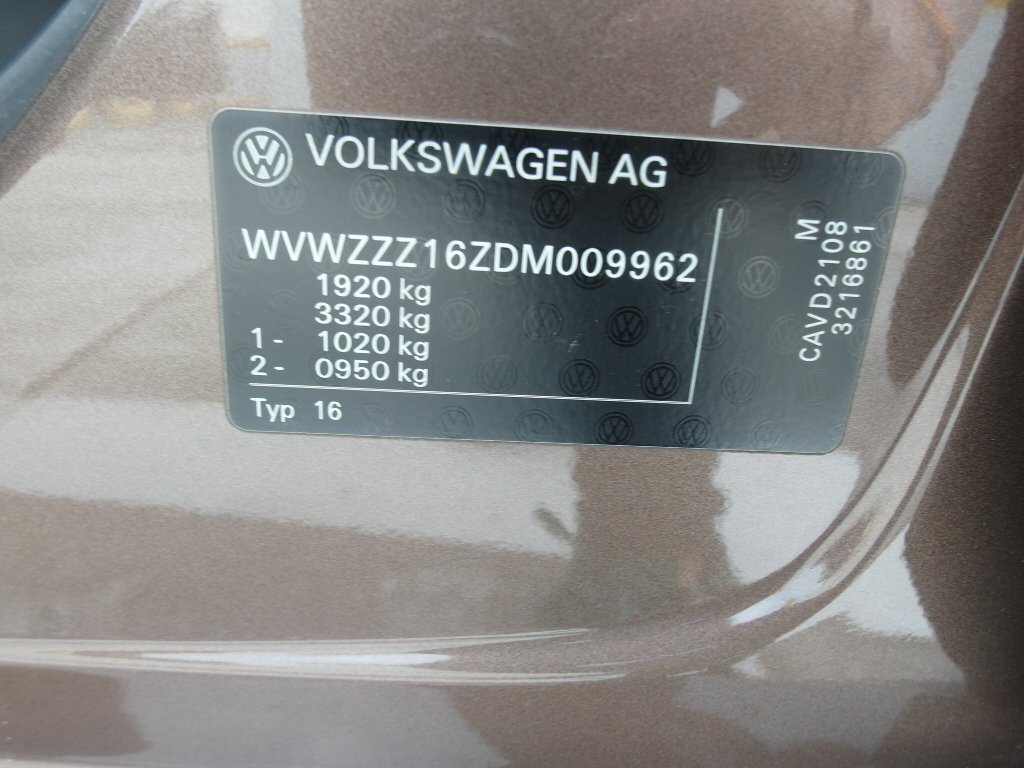 VOLKSWAGEN AG
WVWZZZ16ZDM009962
1920 kg
3320 kg
1 - 1020 kg
2 - 0950 kg
Typ 16
M
CAVD2108
3216861